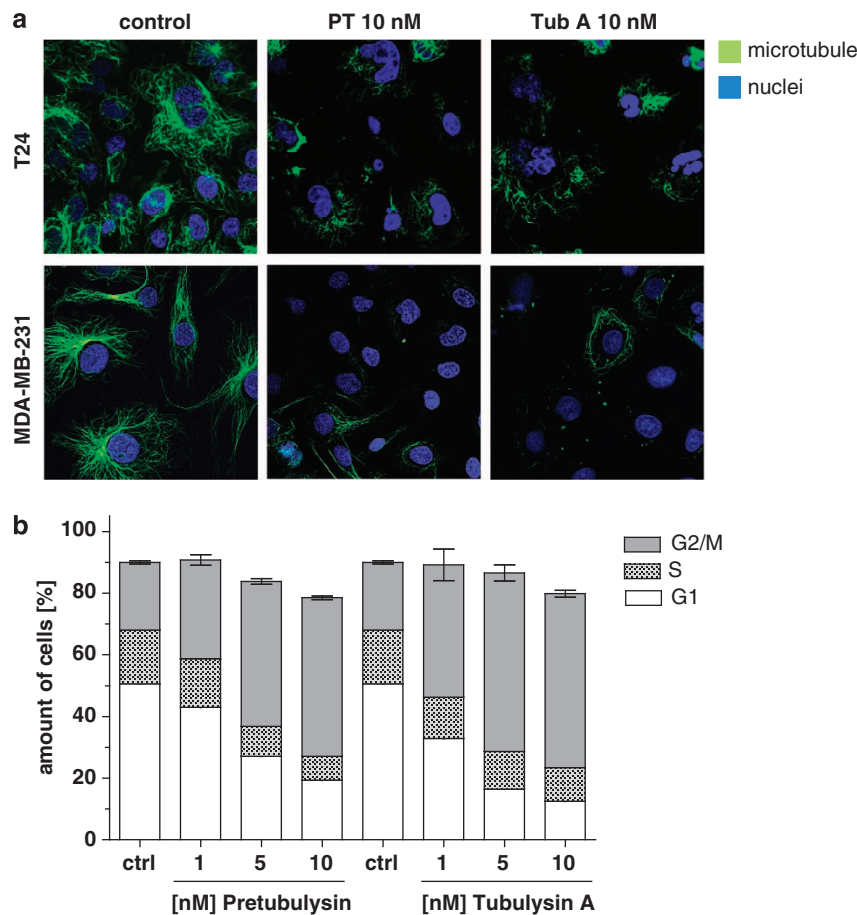 a
control
PT 10 nM
Tub A 10 nM
microtubule
nuclei
T24
MDA-MB-231
b
100
80
60
40
20
0
amount of cells [%]
G2/M
S
G1
ctrl 1 5 10 ctrl 1 5 10
[nM] Pretubulysin [nM] Tubulysin A